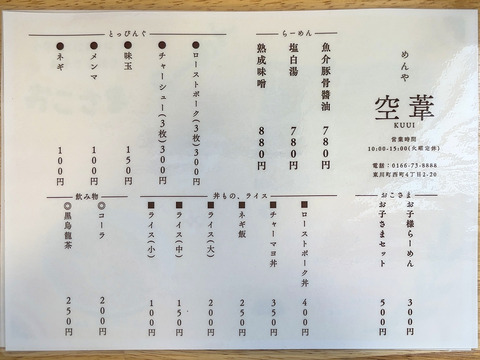 めんや
空葦
KUUI
営業時間
10:00-15:00(火曜定休)
電話:0166-73-8888
東川町西町4丁目2-20
らーめん
魚介豚骨醬油 780円
塩白湯 780円
熟成味噌 880円
とっぴんぐ
●ローストポーク(3枚)300円
●チャーシュー(3枚)300円
●味玉 150円
●メンマ 100円
●ネギ 100円
おこさま
お子様らーめん 300円
お子さまセット 500円
丼もの、ライス
■ローストポーク丼 400円
■チャーマヨ丼 350円
■ネギ飯 250円
■ライス(大) 200円
■ライス(中) 150円
■ライス(小) 100円
飲み物
◎コーラ 200円
◎黒烏龍茶 250円